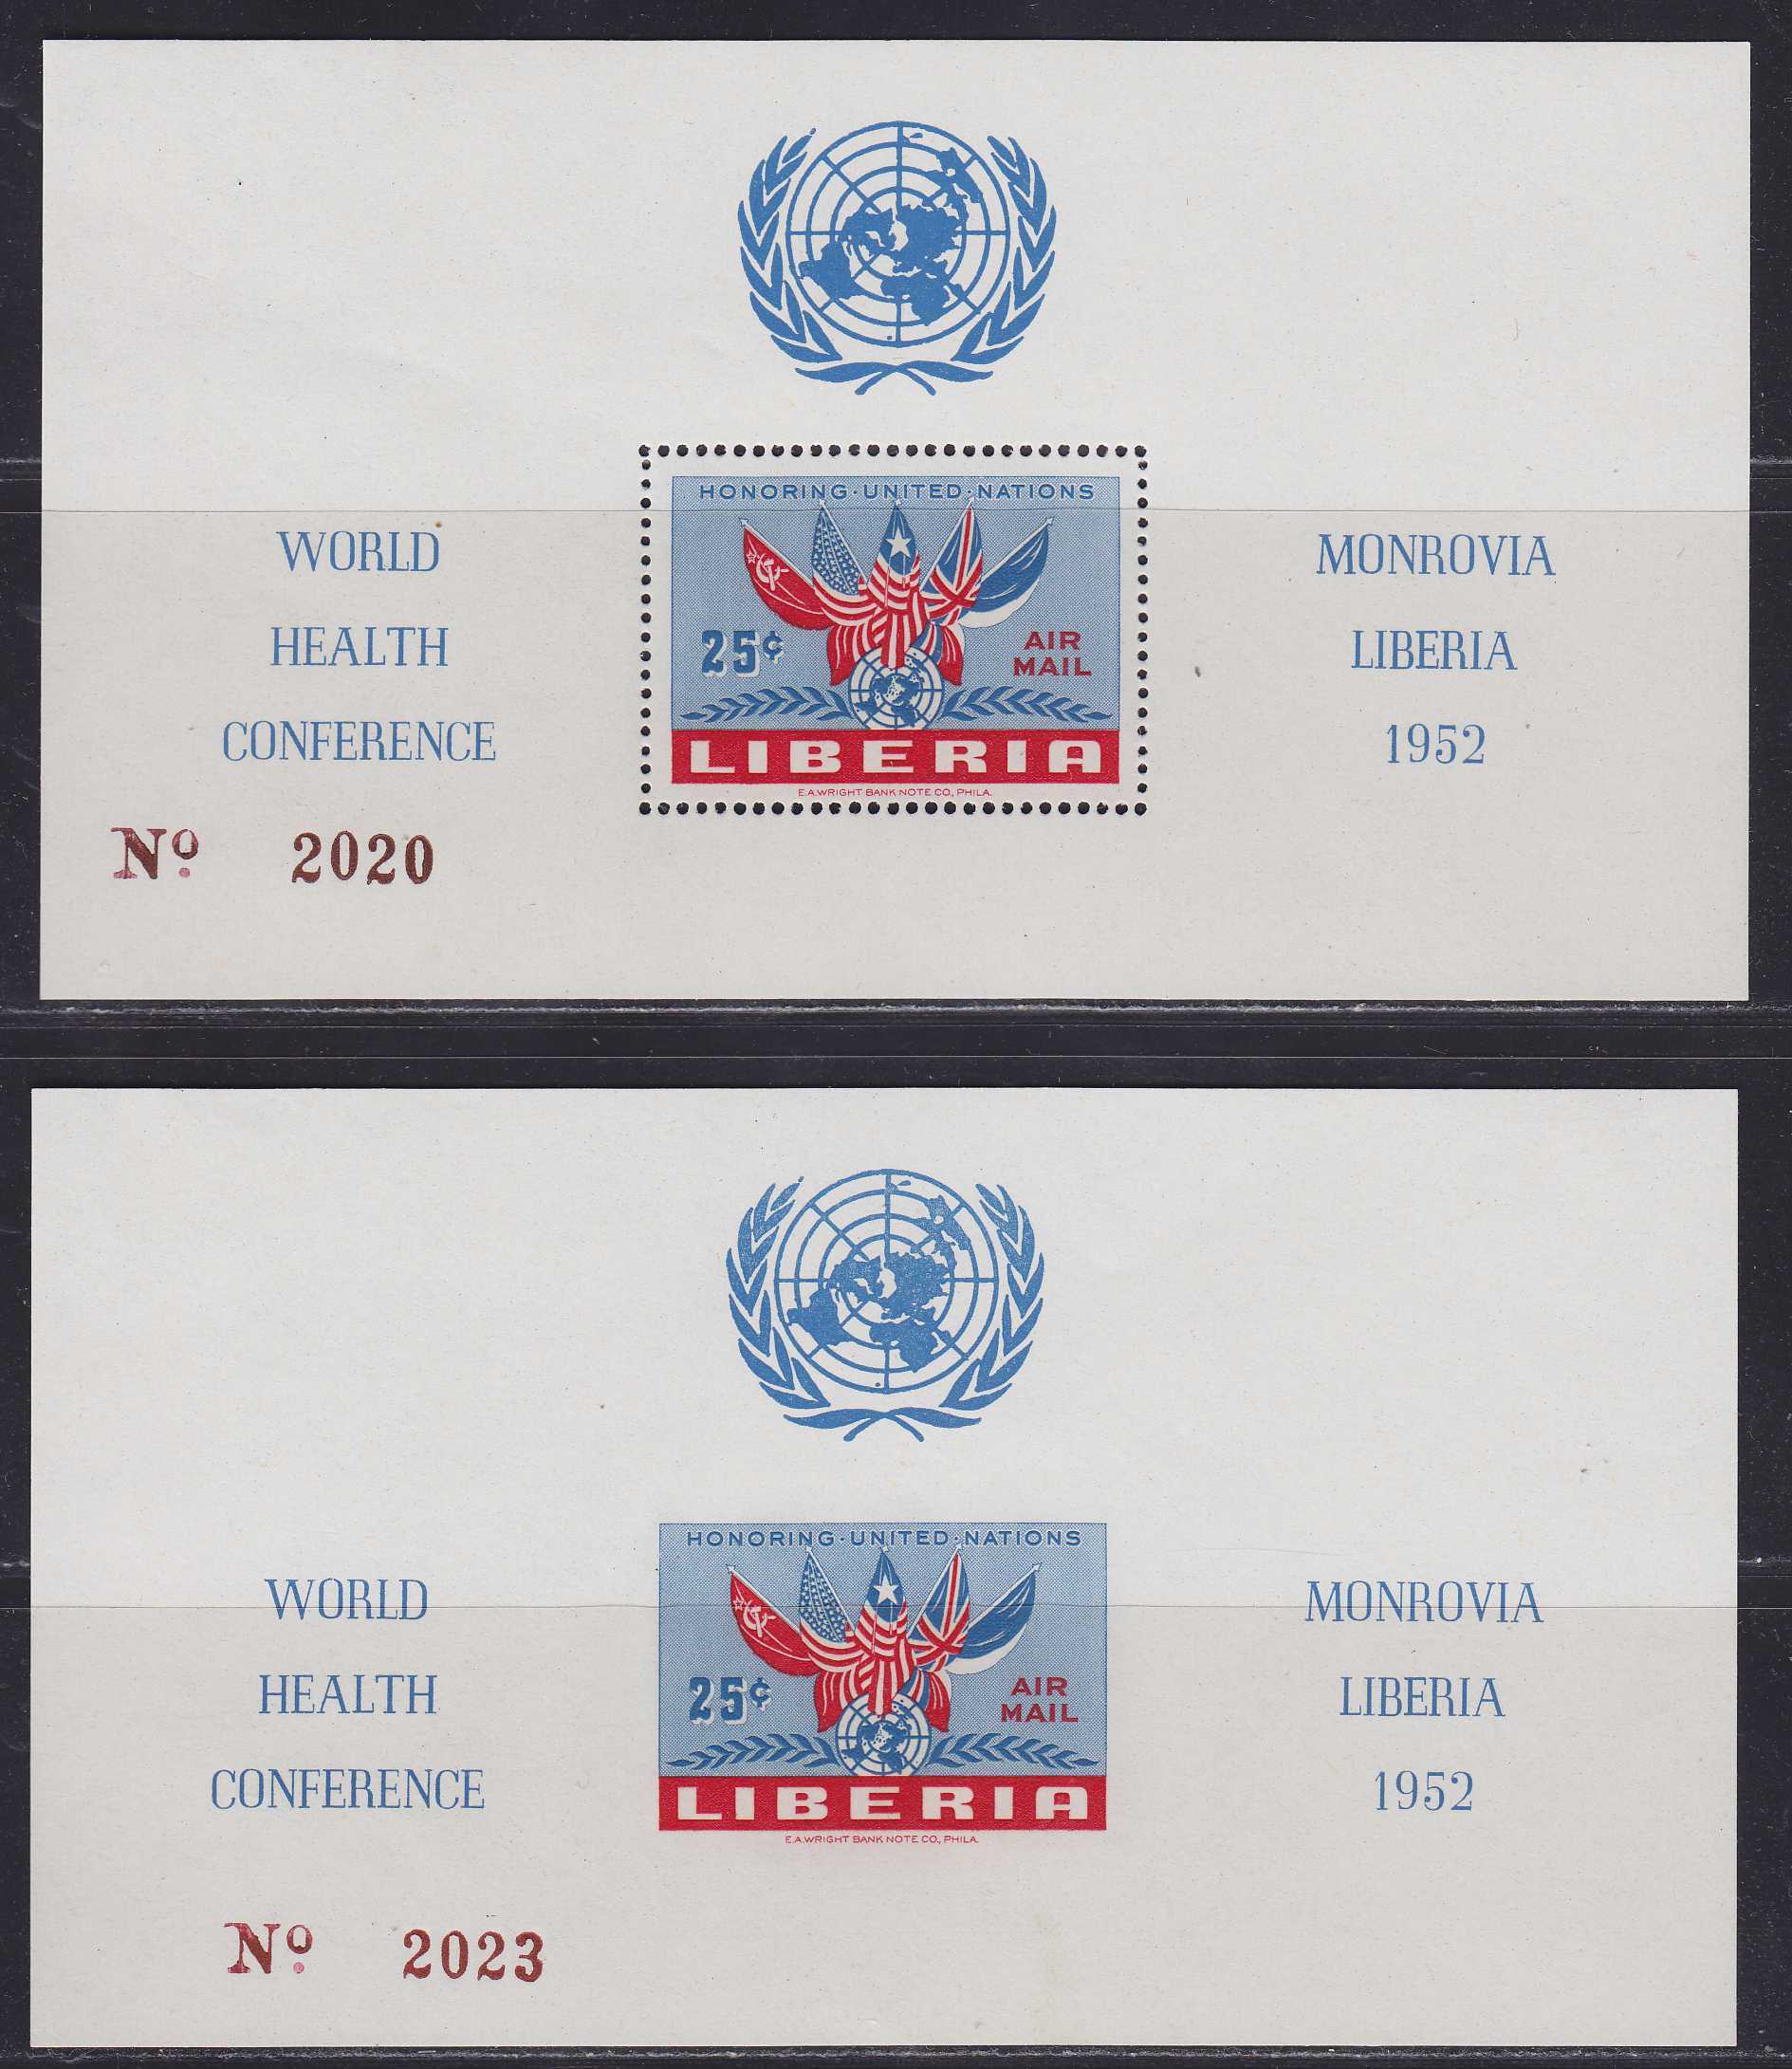 HONORING·UNITED·NATIONS
25¢
AIR
MAIL
LIBERIA
E.A.WRIGHT BANK NOTE CO., PHILA.
WORLD
HEALTH
CONFERENCE
MONROVIA
LIBERIA
1952
Nº. 2020
HONORING·UNITED·NATIONS
25¢
AIR
MAIL
LIBERIA
E.A.WRIGHT BANK NOTE CO., PHILA.
WORLD
HEALTH
CONFERENCE
MONROVIA
LIBERIA
1952
Nº. 2023